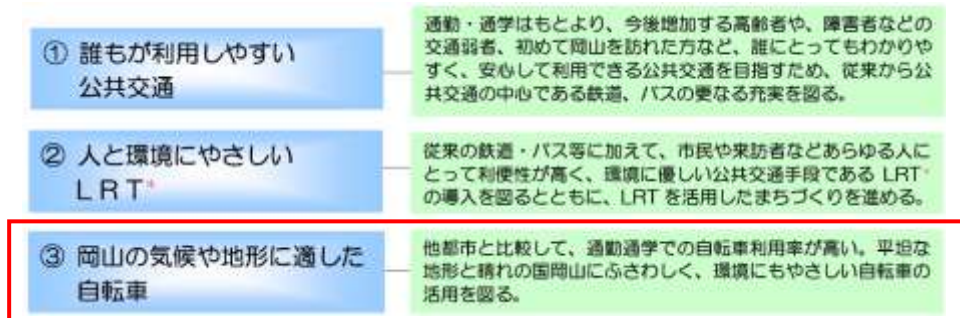 ① 誰もが利用しやすい
公共交通
通勤・通学はもとより、今後増加する高齢者や、障害者などの
交通弱者、初めて岡山を訪れた方など、誰にとってもわかりや
すく、安心して利用できる公共交通を目指すため、従来から公
共交通の中心である鉄道、バスの更なる充実を図る。
② 人と環境にやさしい
LRT*
従来の鉄道・バス等に加えて、市民や来訪者などあらゆる人に
とって利便性が高く、環境に優しい公共交通手段である LRT*
の導入を図るとともに、LRT を活用したまちづくりを進める。
③ 岡山の気候や地形に適した
自転車
他都市と比較して、通勤通学での自転車利用率が高い。平坦な
地形と晴れの国岡山にふさわしく、環境にもやさしい自転車の
活用を図る。